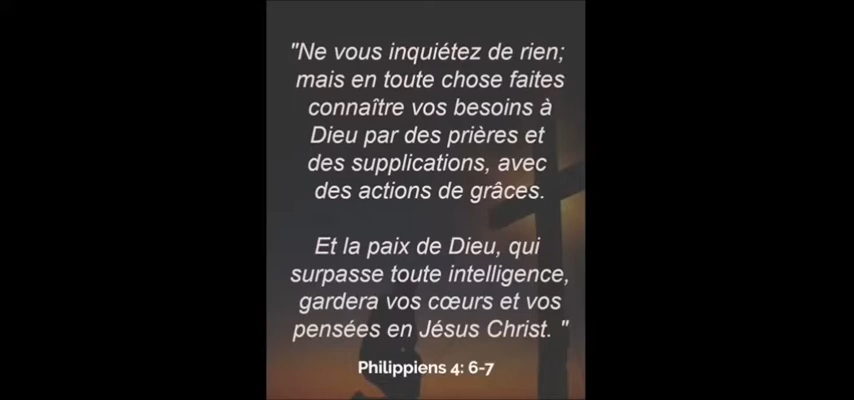 "Ne vous inquiétez de rien;
mais en toute chose faites
connaître vos besoins à
Dieu par des prières et
des supplications, avec
des actions de grâces.
Et la paix de Dieu, qui
surpasse toute intelligence,
gardera vos cœurs et vos
pensées en Jésus Christ. "
Philippiens 4: 6-7